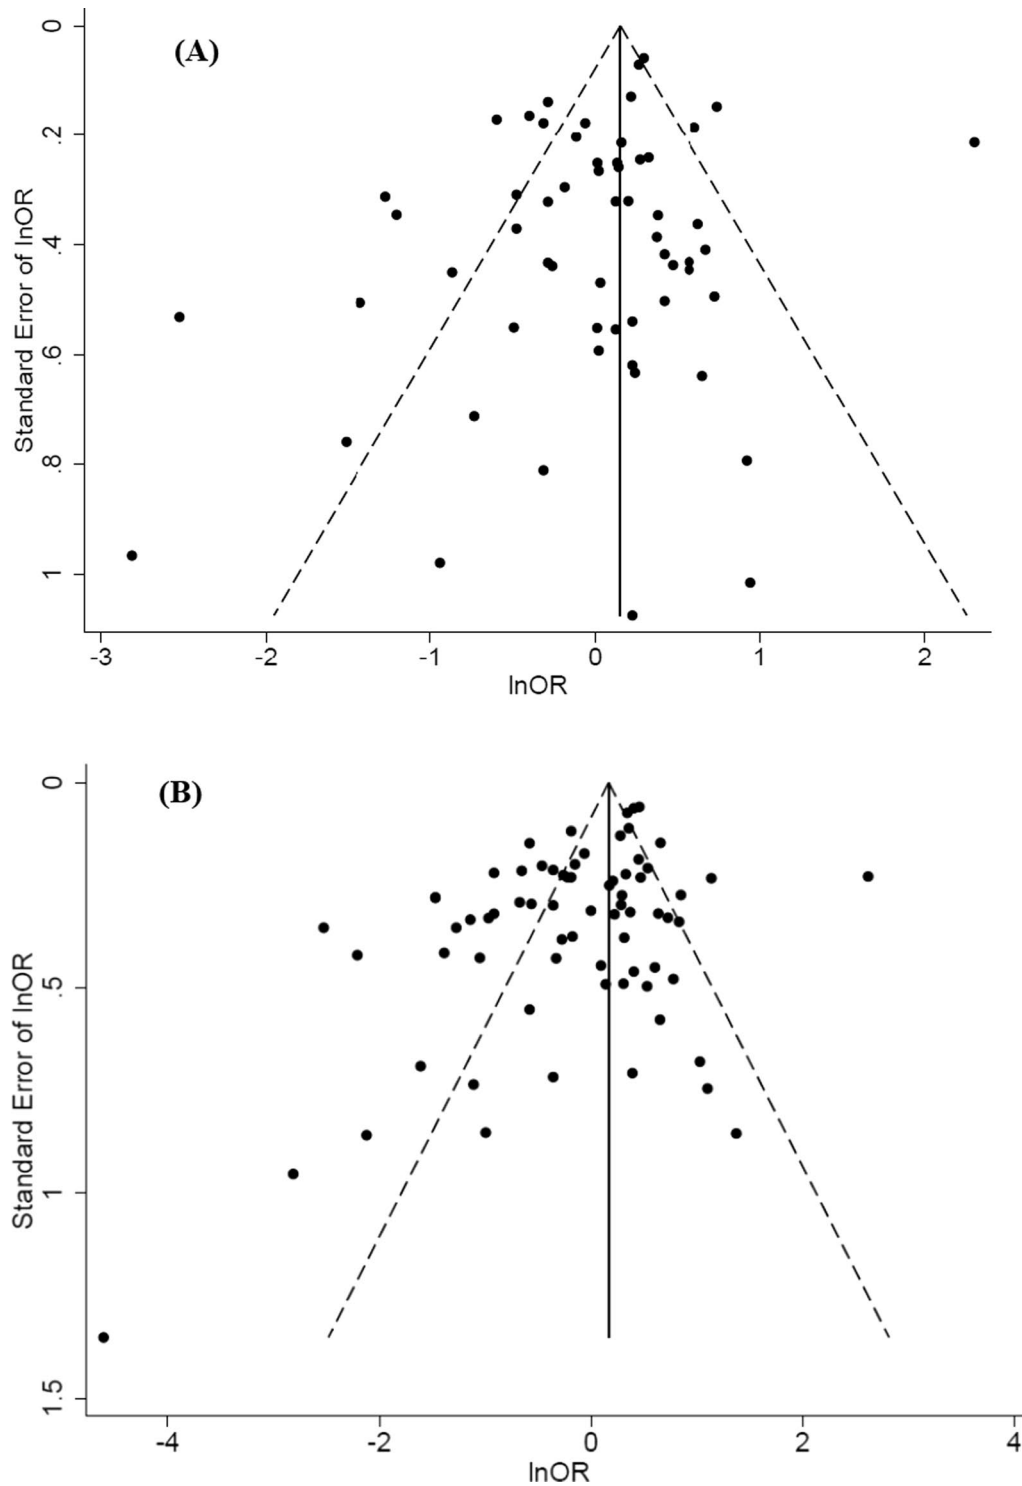 (A)
Standard Error of lnOR
0
.2
.4
.6
.8
1
-3 -2 -1 0 1 2
lnOR
(B)
Standard Error of lnOR
0
.5
1
1.5
-4 -2 0 2 4
lnOR